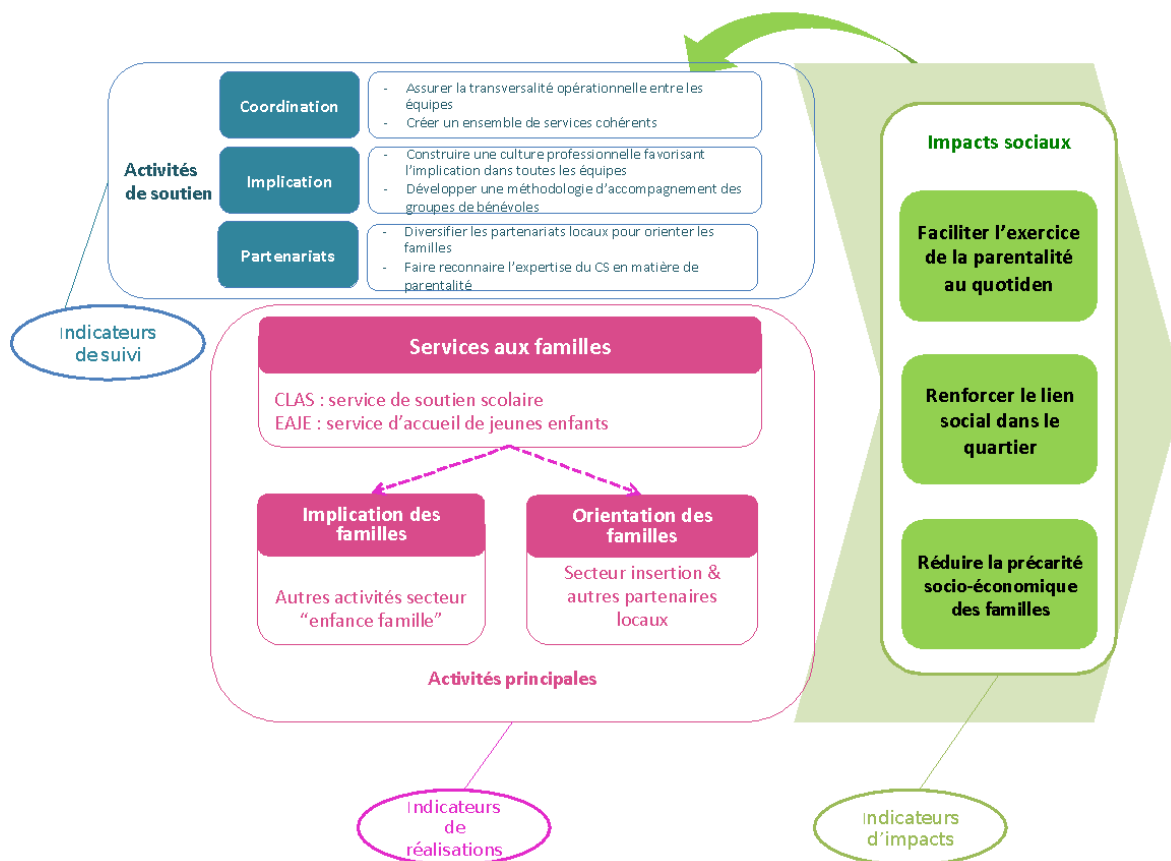 Activités
de soutien
Coordination
- Assurer la transversalité opérationnelle entre les
équipes
- Créer un ensemble de services cohérents
Implication
- Construire une culture professionnelle favorisant
l'implication dans toutes les équipes
- Développer une méthodologie d'accompagnement des
groupes de bénévoles
Partenariats
- Diversifier les partenariats locaux pour orienter les
familles
- Faire reconnaire l'expertise du CS en matière de
parentalité
Indicateurs
de suivi
Services aux familles
CLAS : service de soutien scolaire
EAJE : service d'accueil de jeunes enfants
Implication des
familles
Autres activités secteur
"enfance famille"
Orientation des
familles
Secteur insertion &
autres partenaires
locaux
Activités principales
Indicateurs
de
réalisations
Impacts sociaux
Faciliter l'exercice
de la parentalité
au quotiden
Renforcer le lien
social dans le
quartier
Réduire la précarité
socio-économique
des familles
Indicateurs
d'impacts